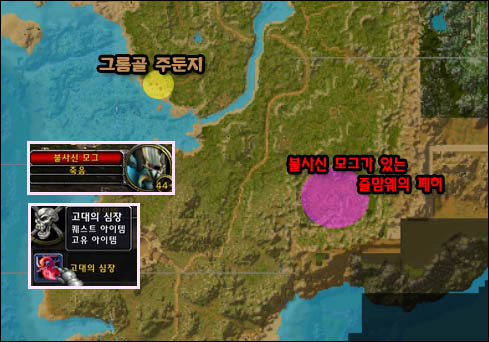 그롬골 주둔지
불사신 모그가 있는
줄맘웨의 폐허
불사신 모그
죽음
44
고대의 심장
퀘스트 아이템
고유 아이템
고대의 심장